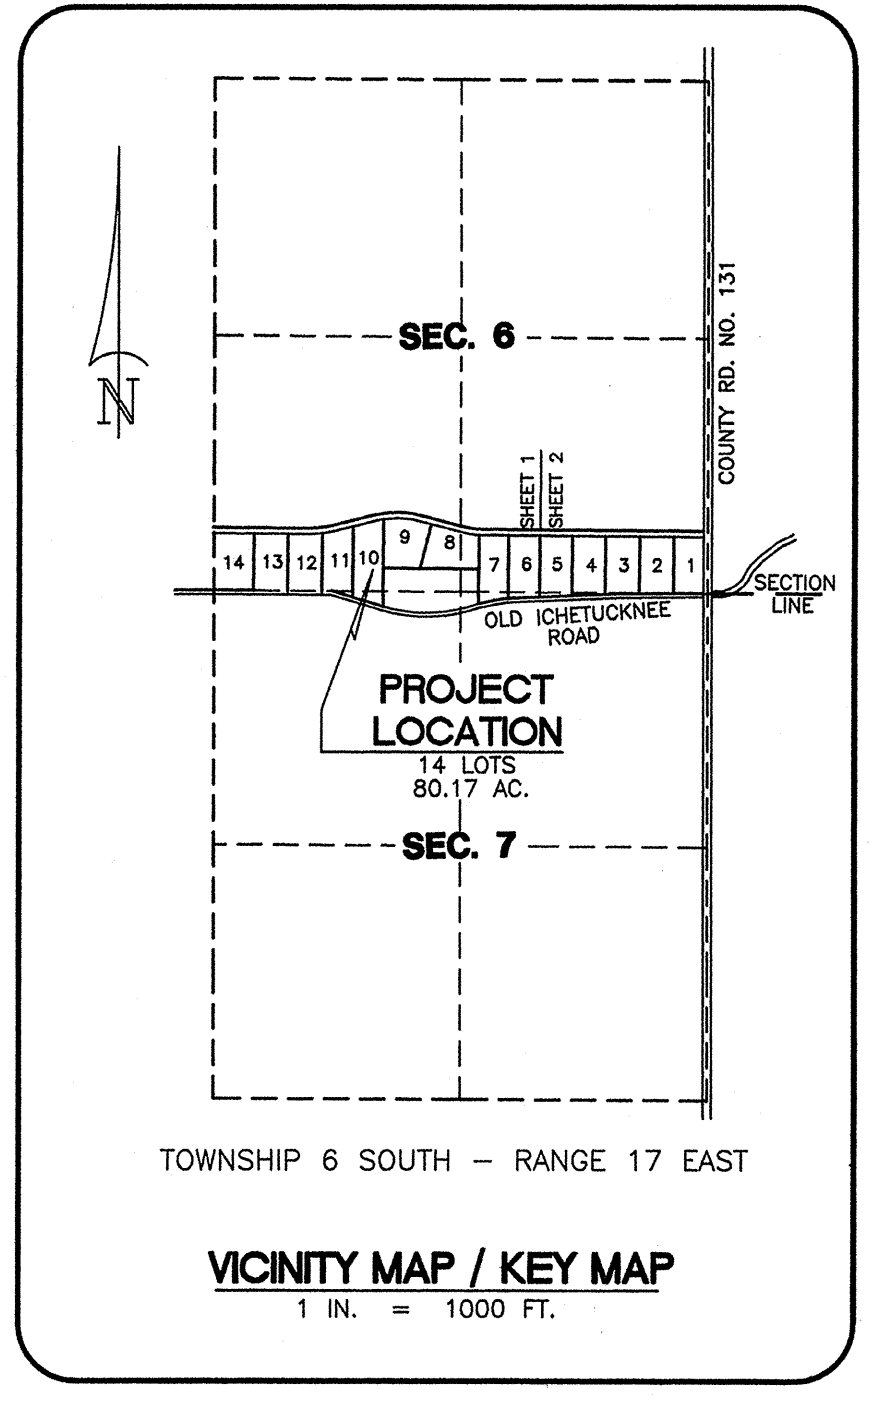 N
COUNTY RD. NO. 131
SEC. 6
SHEET 1
SHEET 2
14 13 12 11 10 9 8 7 6 5 4 3 2 1
SECTION
LINE
OLD ICHETUCKNEE
ROAD
PROJECT
LOCATION
14 LOTS
80.17 AC.
SEC. 7
TOWNSHIP 6 SOUTH – RANGE 17 EAST
VICINITY MAP / KEY MAP
1 IN. = 1000 FT.